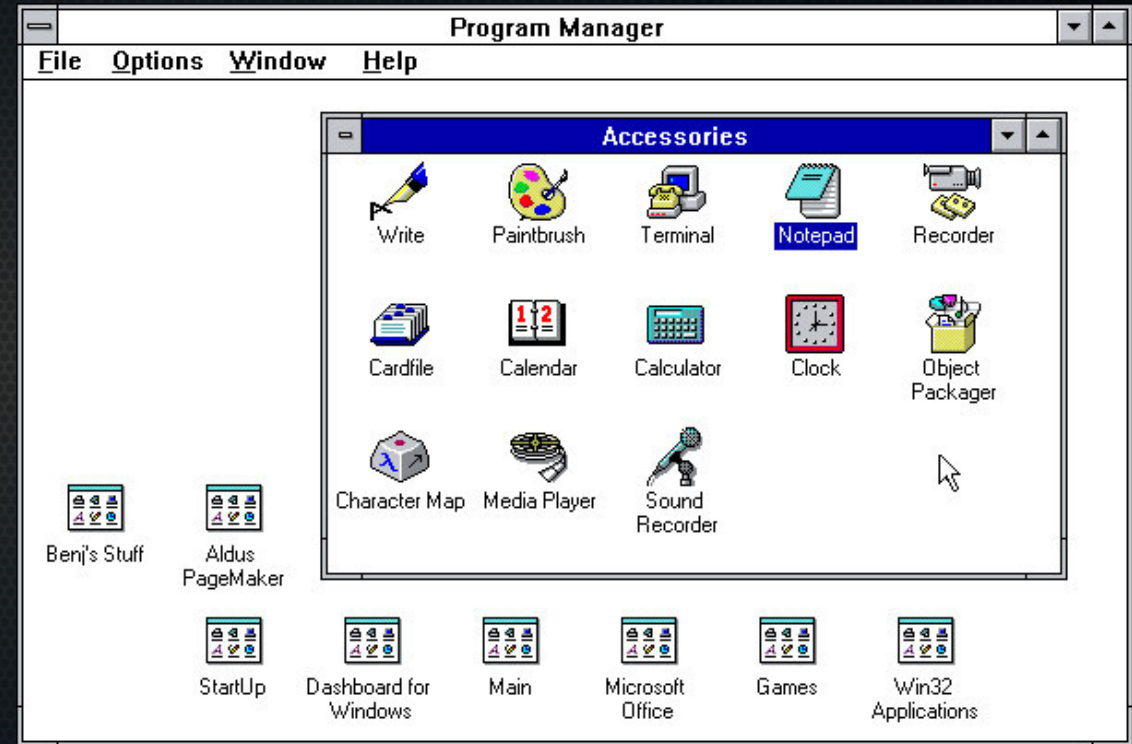 Program Manager
File Options Window Help
Accessories
Write Paintbrush Terminal Notepad Recorder
Cardfile Calendar Calculator Clock Object
Packager
Character Map Media Player Sound
Recorder
Benj's Stuff Aldus
PageMaker
StartUp Dashboard for Main Microsoft Games Win32
Windows Office Applications